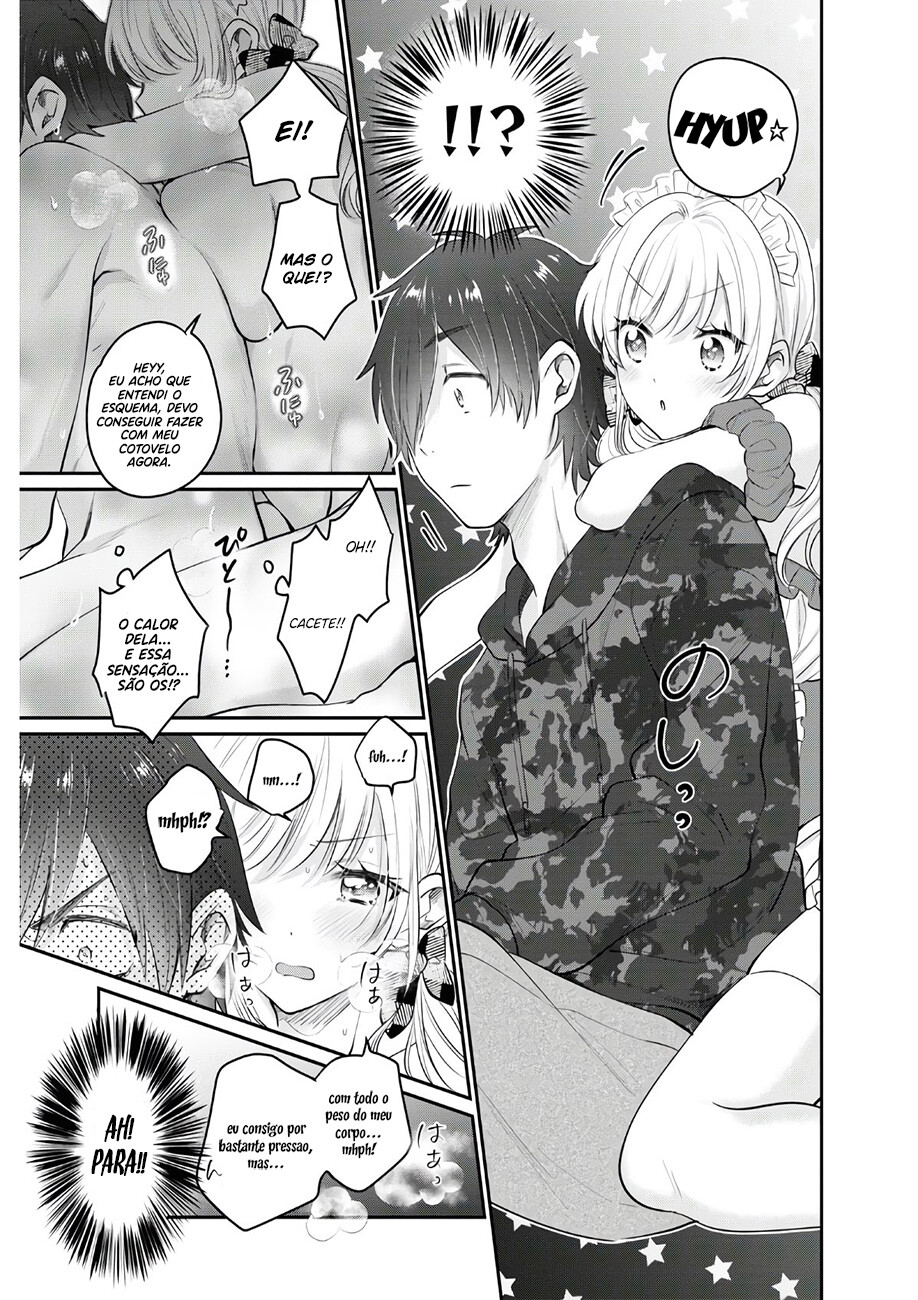 HYUP☆
!!?
のしっ
EI!
MAS O
QUE!?
ふにゅ
ふにゅ
HEYY,
EU ACHO QUE
ENTENDI O
ESQUEMA, DEVO
CONSEGUIR FAZER
COM MEU
COTOVELO
AGORA.
OH!!
CACETE!!
ぴと…
O CALOR
DELA...
E ESSA
SENSAÇÃO...
SÃO OS!?
fuh...!
mn...!
mhph!?
はぁ
はぁっ
com todo o
peso do meu
corpo...
mhph!
eu consigo por
bastante pressao,
mas...
はぁっ
AH!
PARA!!